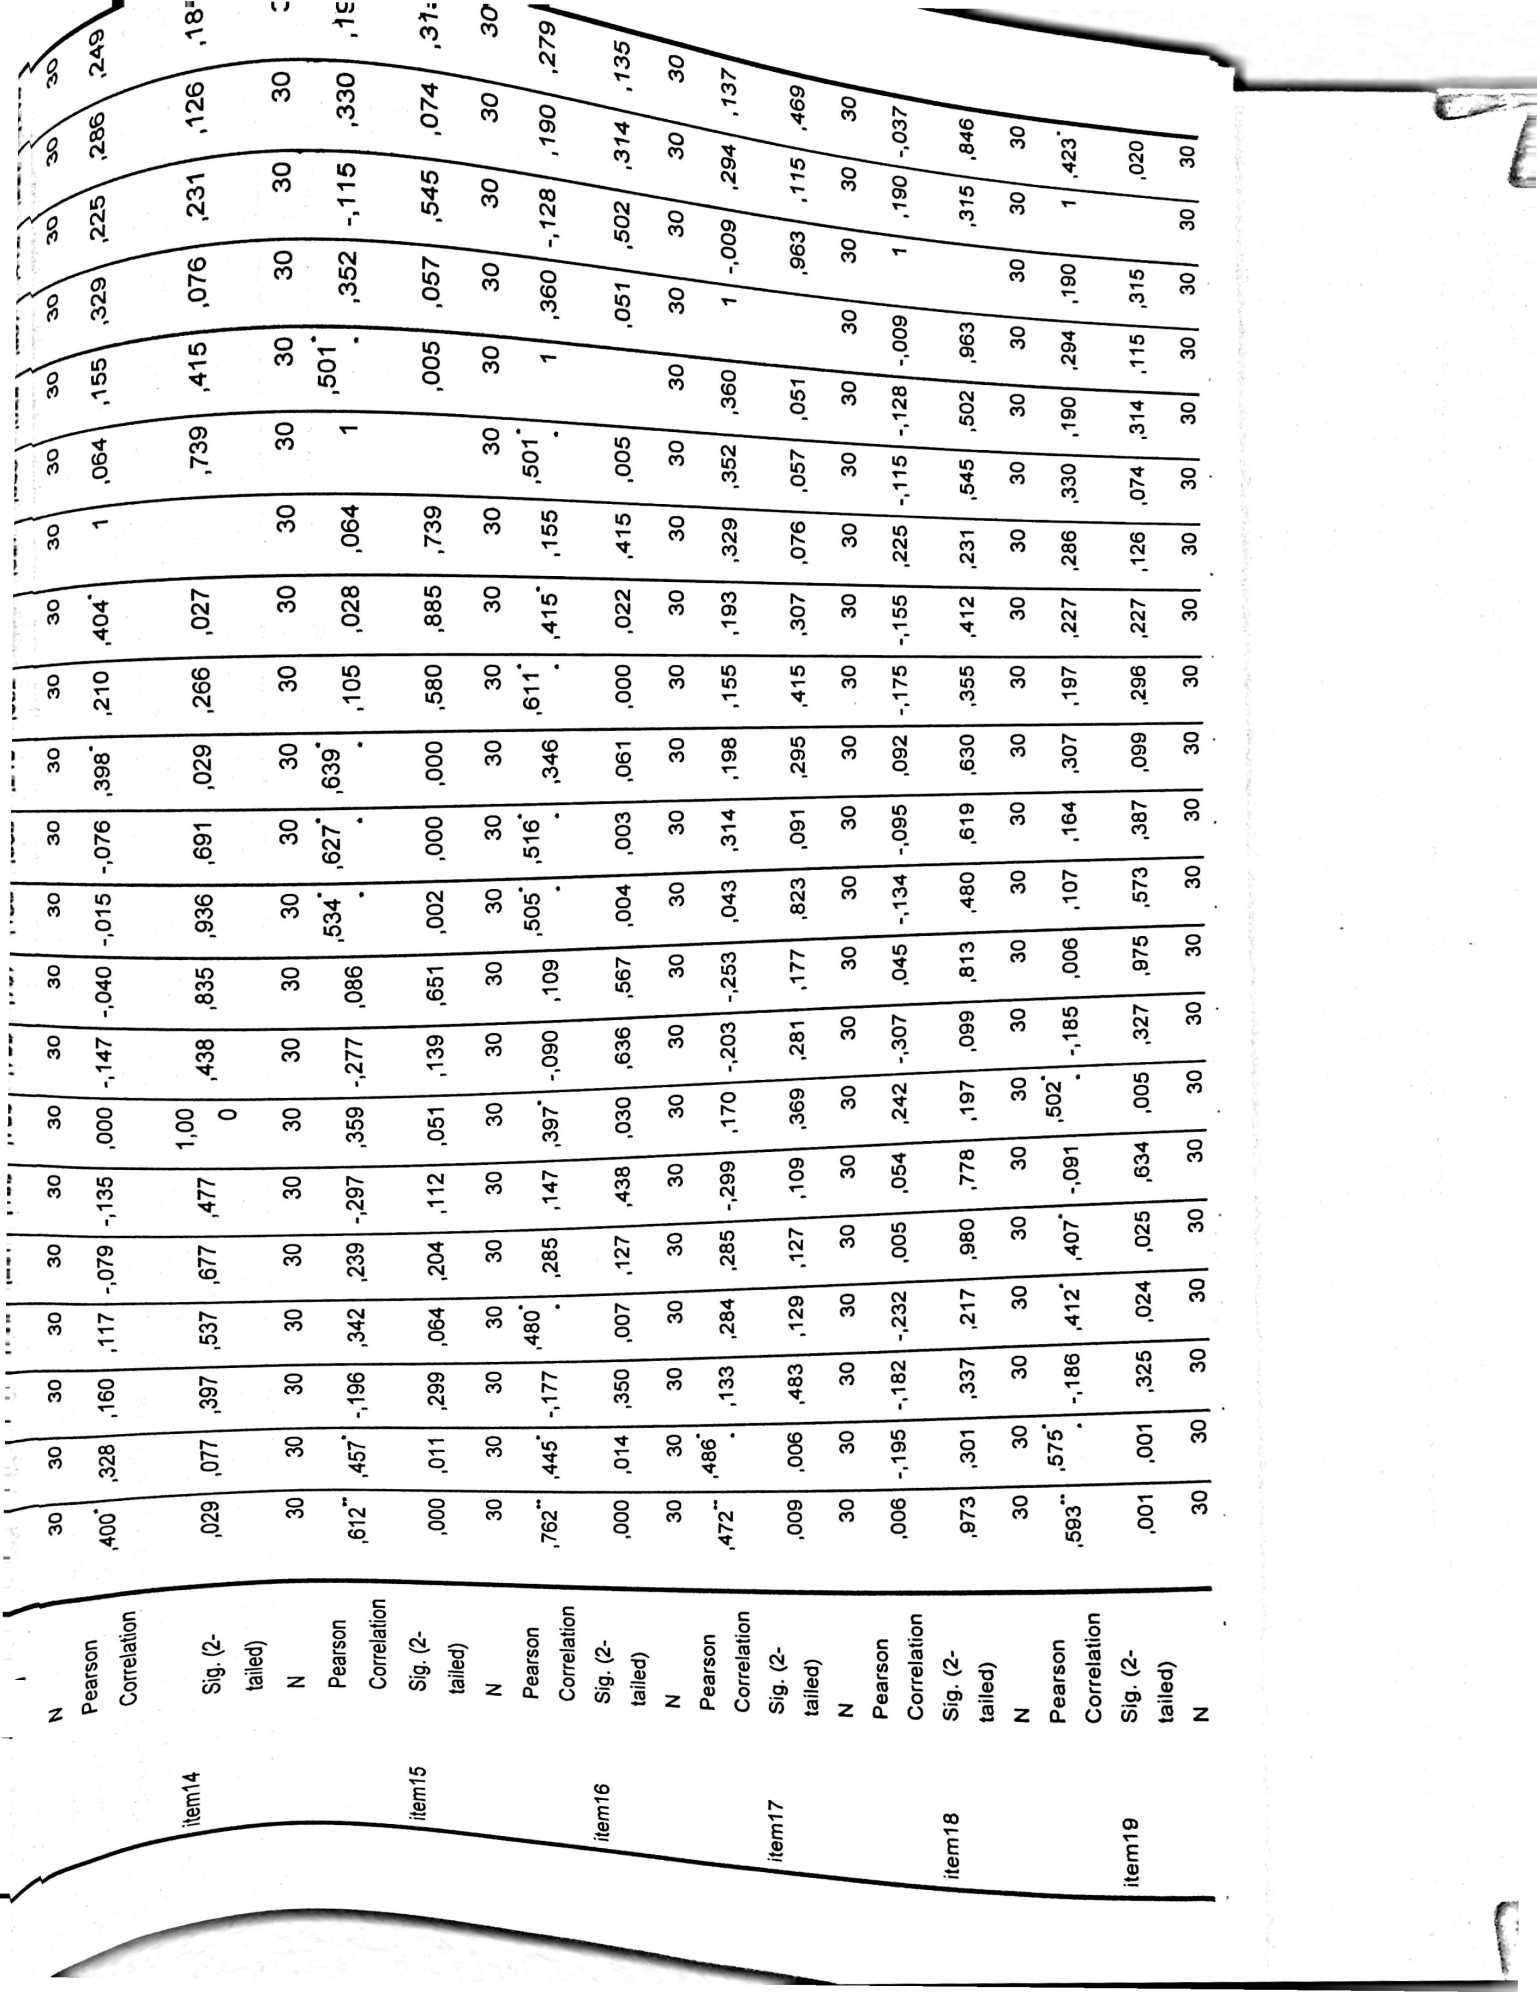 N 30 30 30 30 30 30 30 30 30 30 30 30 30 30 30 30 30 30 30 30 30
item14 Pearson Correlation ,400* ,328 ,160 ,117 -,079 -,135 ,000 -,147 -,040 -,015 -,076 ,398* ,210 ,404* 1 ,064 ,155 ,329 ,225 ,286 ,249
Sig. (2-tailed) ,029 ,077 ,397 ,537 ,677 ,477 1,000 ,438 ,835 ,936 ,691 ,029 ,266 ,027 ,739 ,415 ,076 ,231 ,126
N 30 30 30 30 30 30 30 30 30 30 30 30 30 30 30 30 30 30 30 30
item15 Pearson Correlation ,612** ,457* -,196 ,342 ,239 -,297 ,359 -,277 ,086 ,534** ,627** ,639** ,105 ,028 ,064 1 ,501** ,352 -,115 ,330
Sig. (2-tailed) ,000 ,011 ,299 ,064 ,204 ,112 ,051 ,139 ,651 ,002 ,000 ,000 ,580 ,885 ,739 ,005 ,057 ,545 ,074
N 30 30 30 30 30 30 30 30 30 30 30 30 30 30 30 30 30 30 30 30 30
item16 Pearson Correlation ,762** ,445* -,177 ,480** ,285 ,147 ,397* -,090 ,109 ,505** ,516** ,346 ,611** ,415* ,155 ,501** 1 ,360 -,128 ,190 ,279
Sig. (2-tailed) ,000 ,014 ,350 ,007 ,127 ,438 ,030 ,636 ,567 ,004 ,003 ,061 ,000 ,022 ,415 ,005 ,051 ,502 ,314 ,135
N 30 30 30 30 30 30 30 30 30 30 30 30 30 30 30 30 30 30 30 30 30
item17 Pearson Correlation ,472** ,486** ,133 ,284 ,285 -,299 ,170 -,203 -,253 ,043 ,314 ,198 ,155 ,193 ,329 ,352 ,360 1 -,009 ,294 ,137
Sig. (2-tailed) ,009 ,006 ,483 ,129 ,127 ,109 ,369 ,281 ,177 ,823 ,091 ,295 ,415 ,307 ,076 ,057 ,051 ,963 ,115 ,469
N 30 30 30 30 30 30 30 30 30 30 30 30 30 30 30 30 30 30 30 30 30
item18 Pearson Correlation ,006 -,195 -,182 -,232 ,005 ,054 ,242 -,307 ,045 -,134 -,095 ,092 -,175 -,155 ,225 -,115 -,128 -,009 1 ,190 -,037
Sig. (2-tailed) ,973 ,301 ,337 ,217 ,980 ,778 ,197 ,099 ,813 ,480 ,619 ,630 ,355 ,412 ,231 ,545 ,502 ,963 ,315 ,846
N 30 30 30 30 30 30 30 30 30 30 30 30 30 30 30 30 30 30 30 30 30
item19 Pearson Correlation ,593** ,575** -,186 ,412* ,407* -,091 ,502** -,185 ,006 ,107 ,164 ,307 ,197 ,227 ,286 ,330 ,190 ,294 ,190 1 ,423*
Sig. (2-tailed) ,001 ,001 ,325 ,024 ,025 ,634 ,005 ,327 ,975 ,573 ,387 ,099 ,296 ,227 ,126 ,074 ,314 ,115 ,315 ,020
N 30 30 30 30 30 30 30 30 30 30 30 30 30 30 30 30 30 30 30 30 30